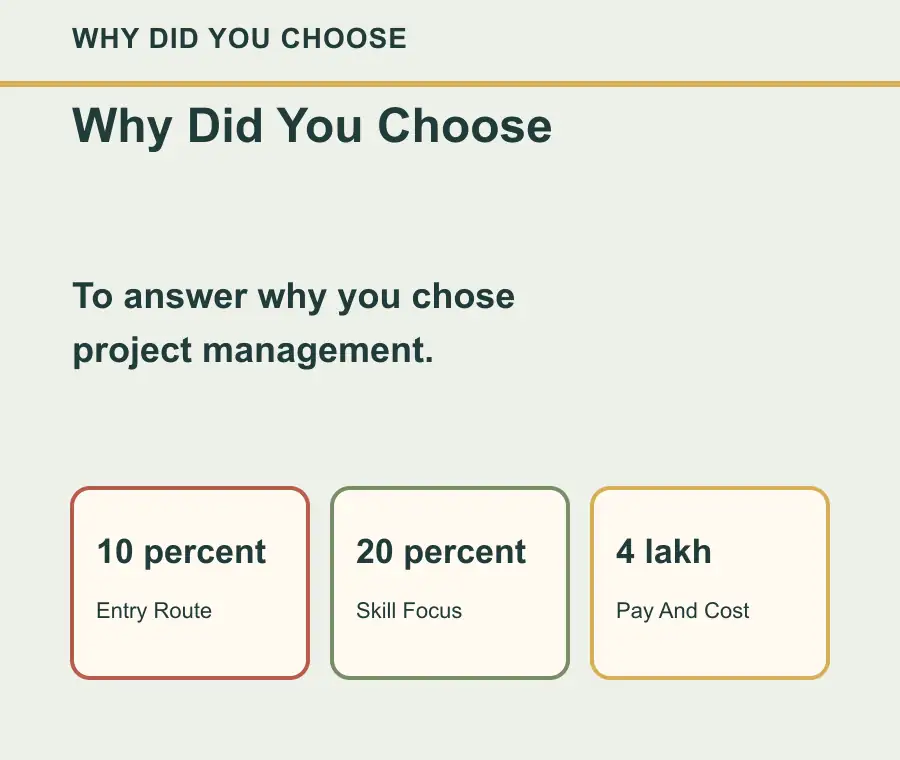 WHY DID YOU CHOOSE
Why Did You Choose
To answer why you chose
project management.
10 percent
Entry Route
20 percent
Skill Focus
4 lakh
Pay And Cost